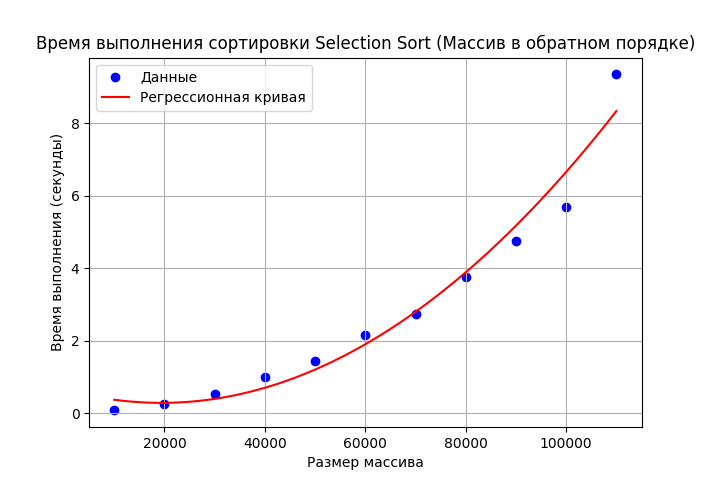 Время выполнения сортировки Selection Sort (Массив в обратном порядке)
Данные
Регрессионная кривая
Время выполнения (секунды)
8
6
4
2
0
20000 40000 60000 80000 100000
Размер массива